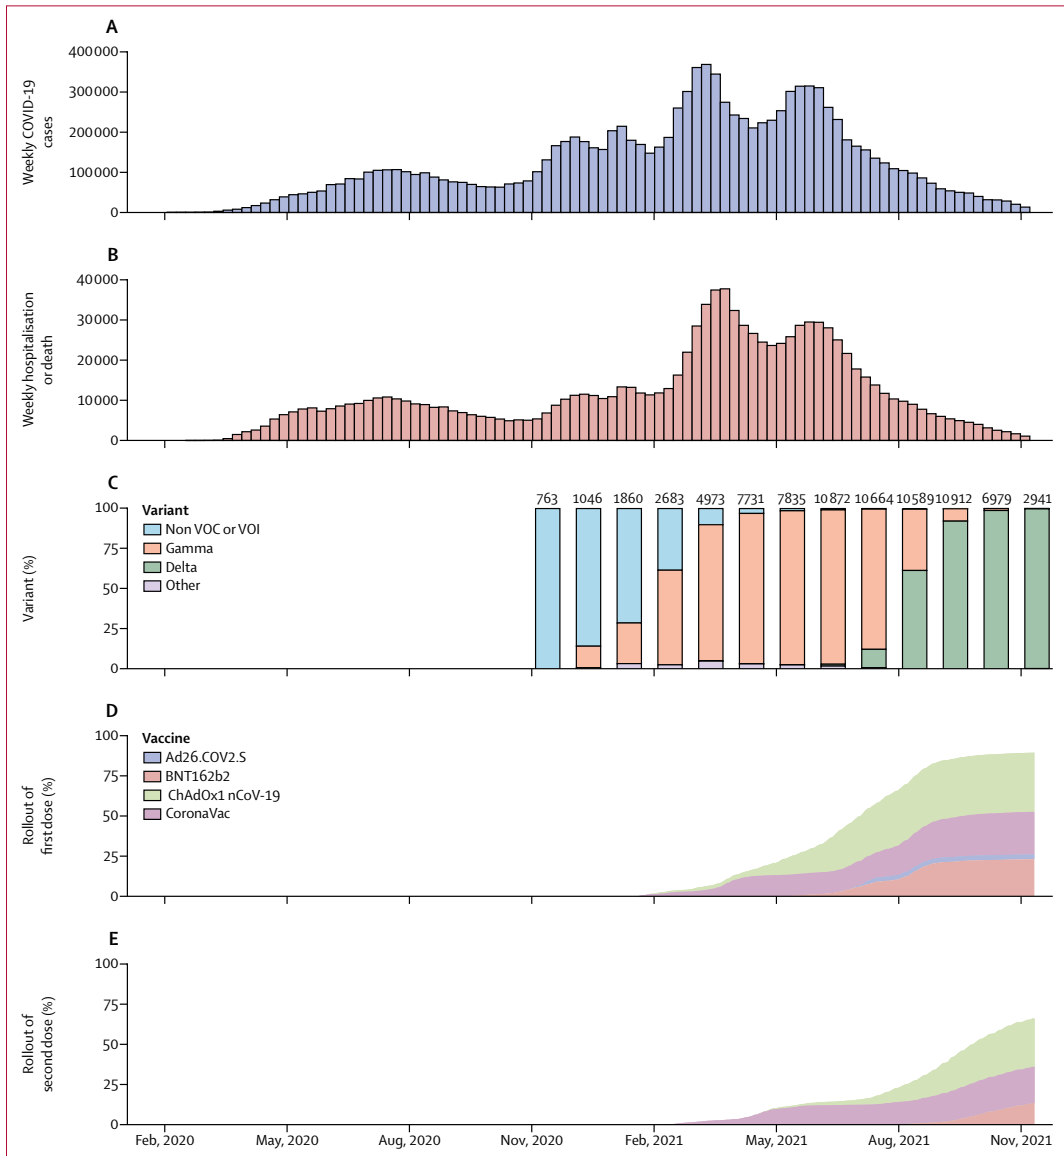 A
Weekly COVID-19
cases
400000
300000
200000
100000
0
B
Weekly hospitalisation
or death
40000
30000
20000
10000
0
C
Variant (%)
100
75
50
25
0
Variant
Non VOC or VOI
Gamma
Delta
Other
763 1046 1860 2683 4973 7731 7835 10872 10664 10589 10912 6979 2941
D
Rollout of
first dose (%)
100
75
50
25
0
Vaccine
Ad26.COV2.S
BNT162b2
ChAdOx1 nCoV-19
CoronaVac
E
Rollout of
second dose (%)
100
75
50
25
0
Feb, 2020 May, 2020 Aug, 2020 Nov, 2020 Feb, 2021 May, 2021 Aug, 2021 Nov, 2021